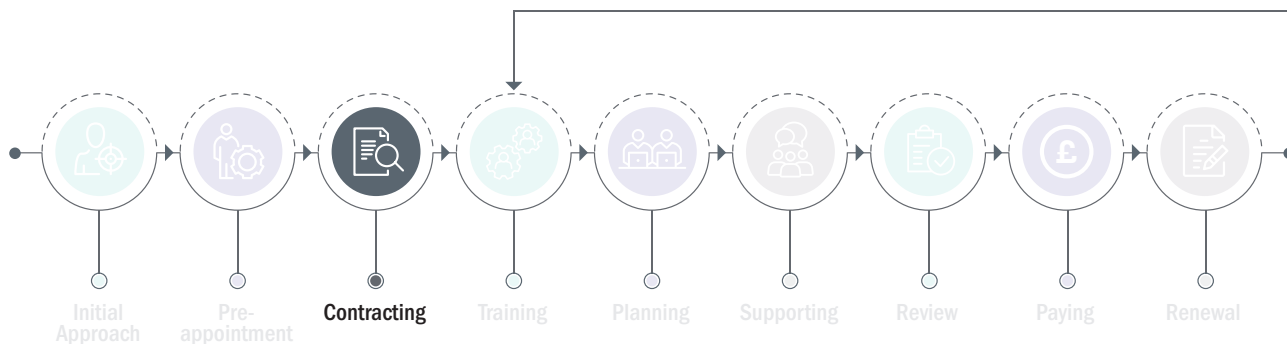 £
Initial
Approach
Pre-
appointment
Contracting
Training
Planning
Supporting
Review
Paying
Renewal